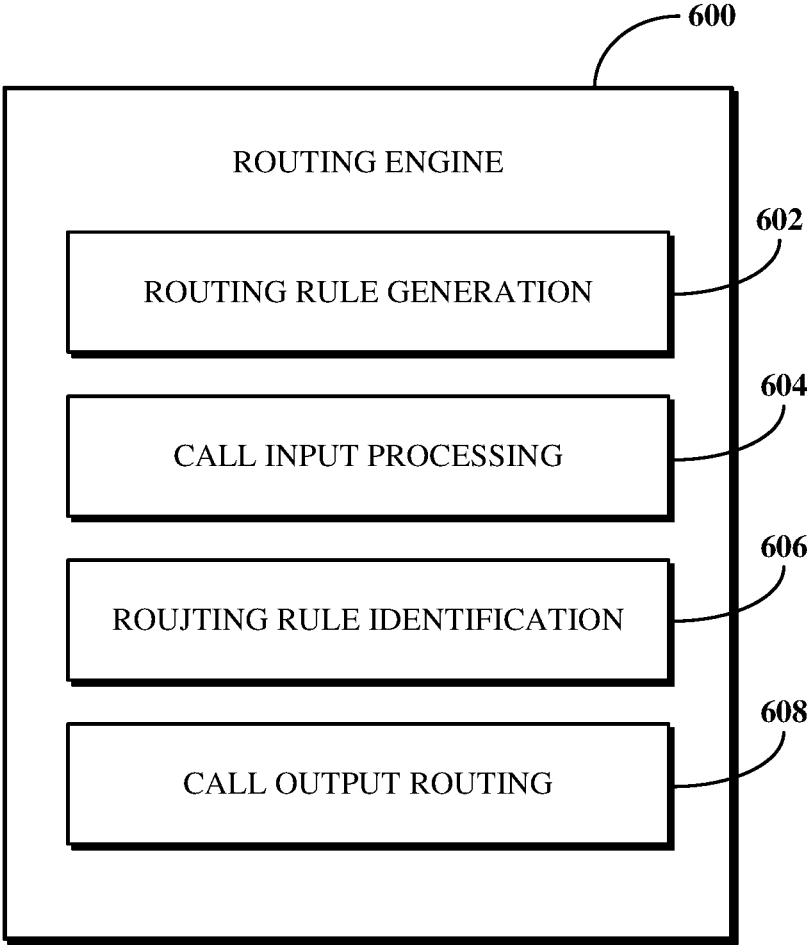 600
ROUTING ENGINE
602
ROUTING RULE GENERATION
604
CALL INPUT PROCESSING
606
ROUJTING RULE IDENTIFICATION
608
CALL OUTPUT ROUTING